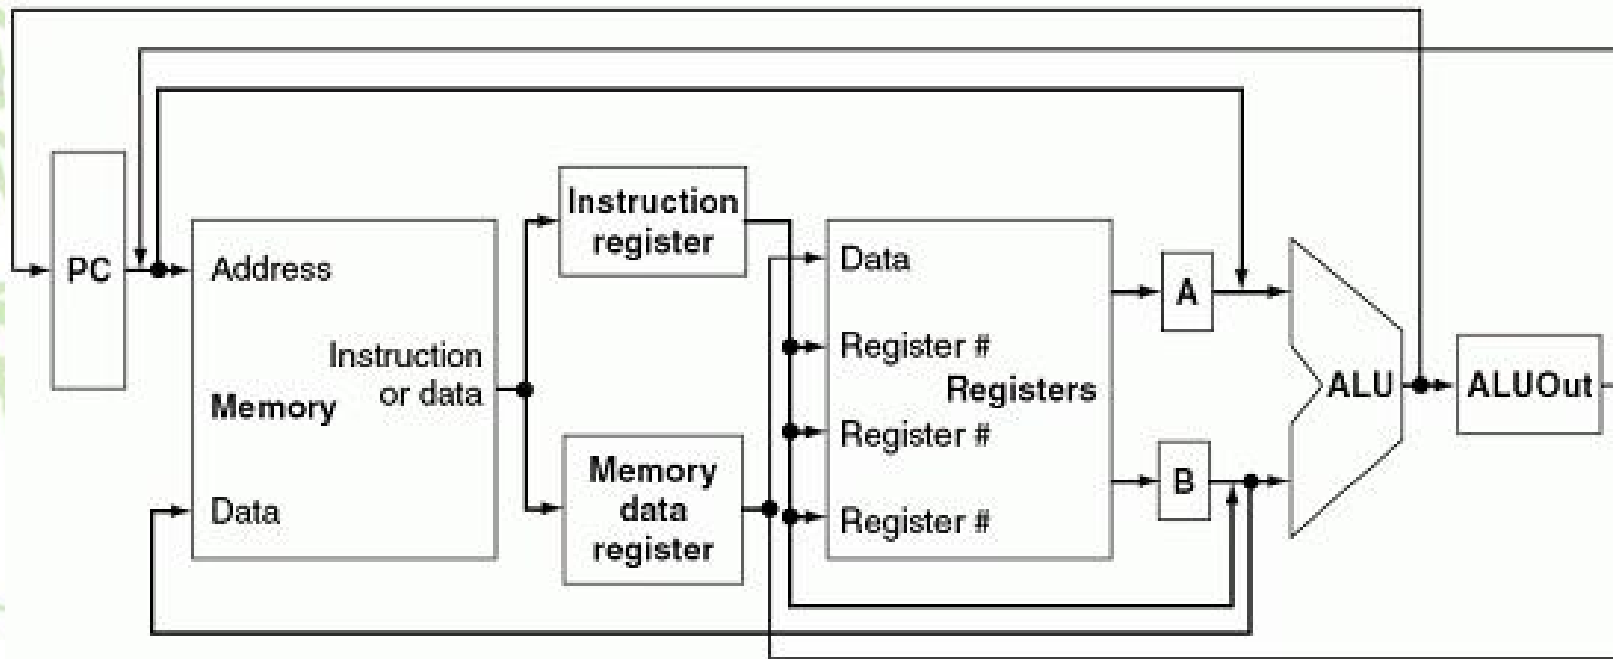 PC
Address
Instruction
or data
Memory
Data
Instruction
register
Memory
data
register
Data
Register #
Register #
Registers
Register #
A
B
ALU
ALUOut